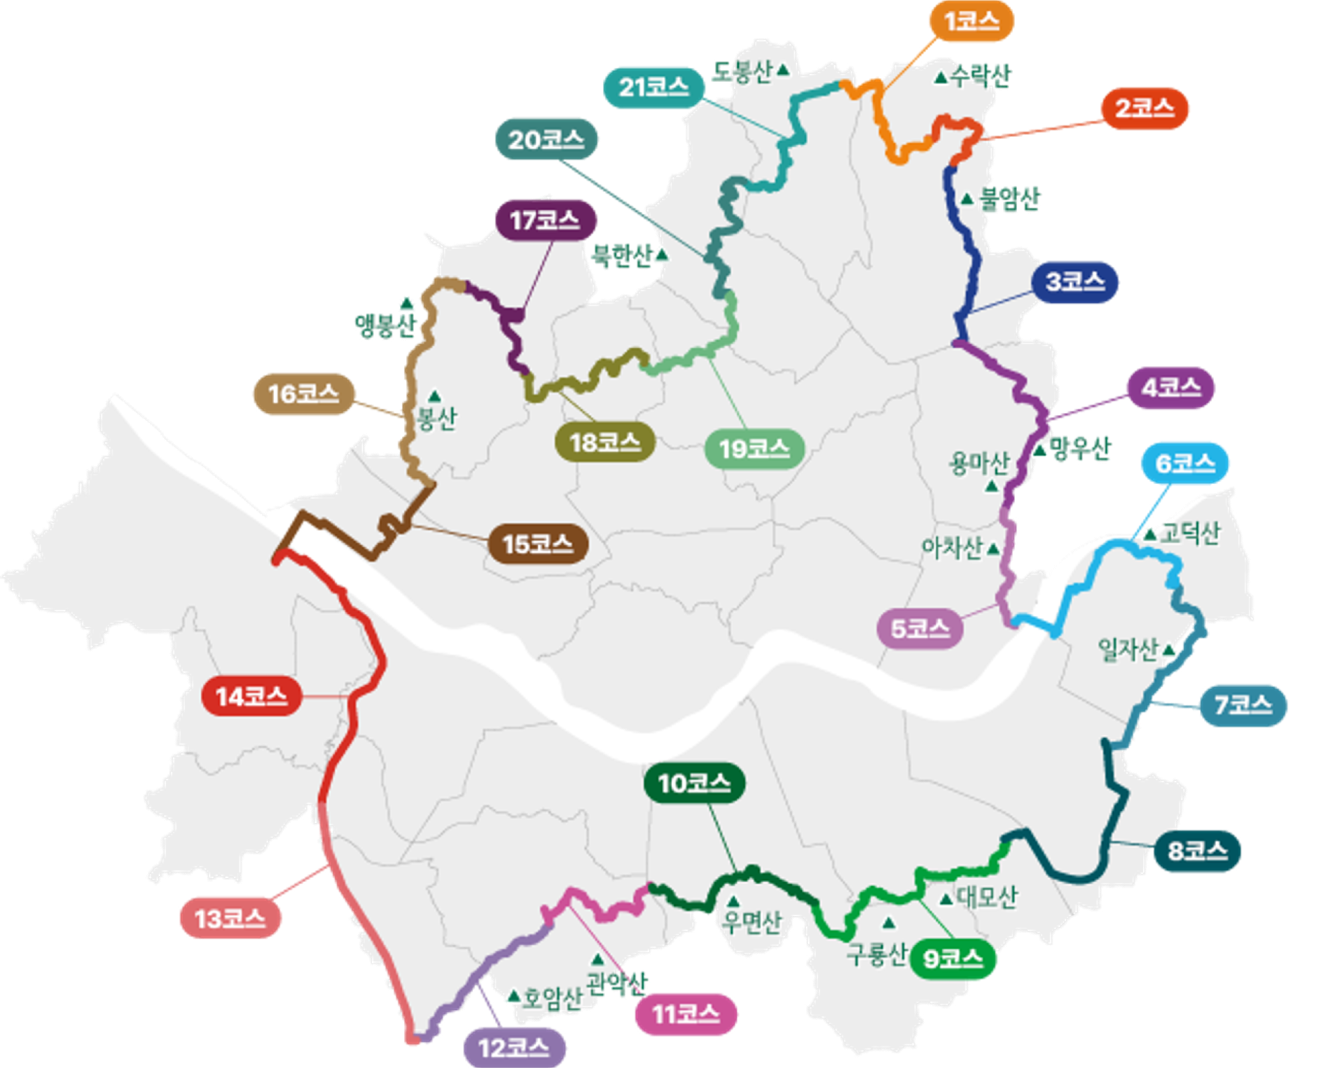 1코스
▲수락산
도봉산▲
21코스
2코스
20코스
▲불암산
17코스
북한산▲
3코스
▲
앵봉산
16코스
▲
봉산
4코스
18코스
19코스
▲망우산
용마산
▲
6코스
15코스
▲고덕산
아차산▲
5코스
일자산▲
14코스
7코스
10코스
8코스
13코스
▲
우면산
▲대모산
▲
구룡산
9코스
▲
관악산
▲호암산
11코스
12코스